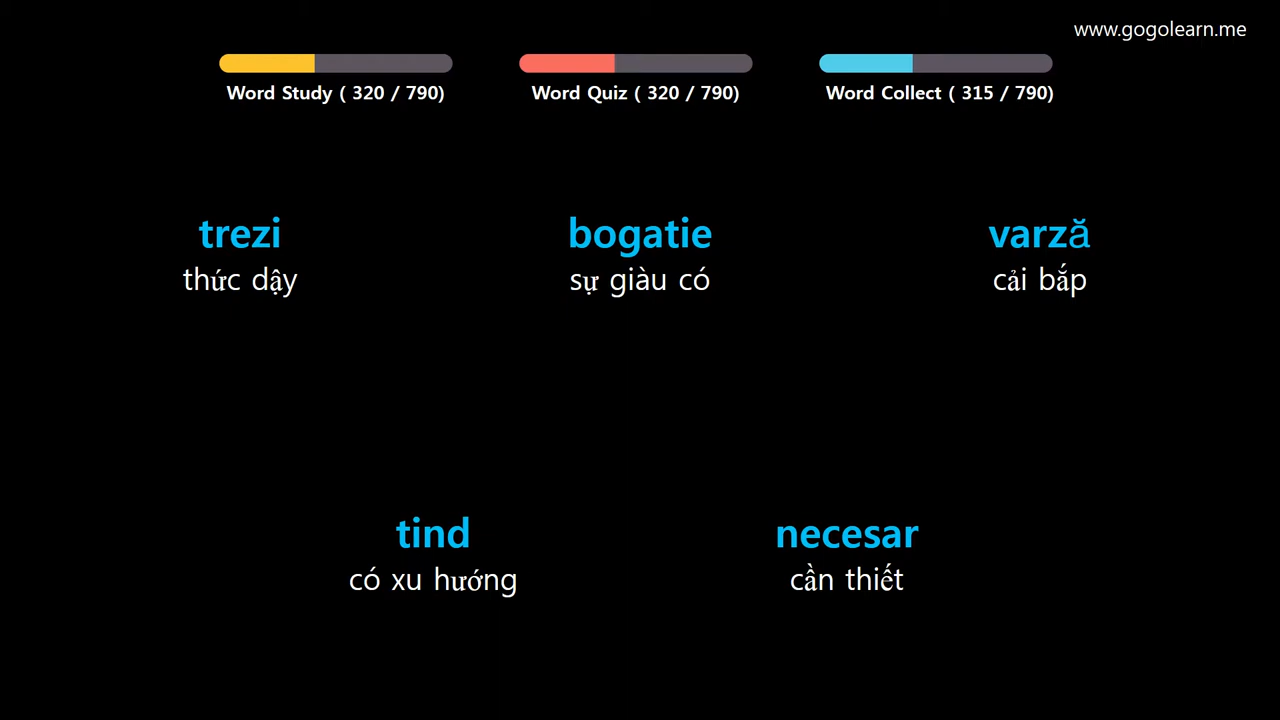 www.gogolearn.me
Word Study ( 320 / 790)
Word Quiz ( 320 / 790)
Word Collect ( 315 / 790)
trezi
thức dậy
bogatie
sự giàu có
varză
cải bắp
tind
có xu hướng
necesar
cần thiết